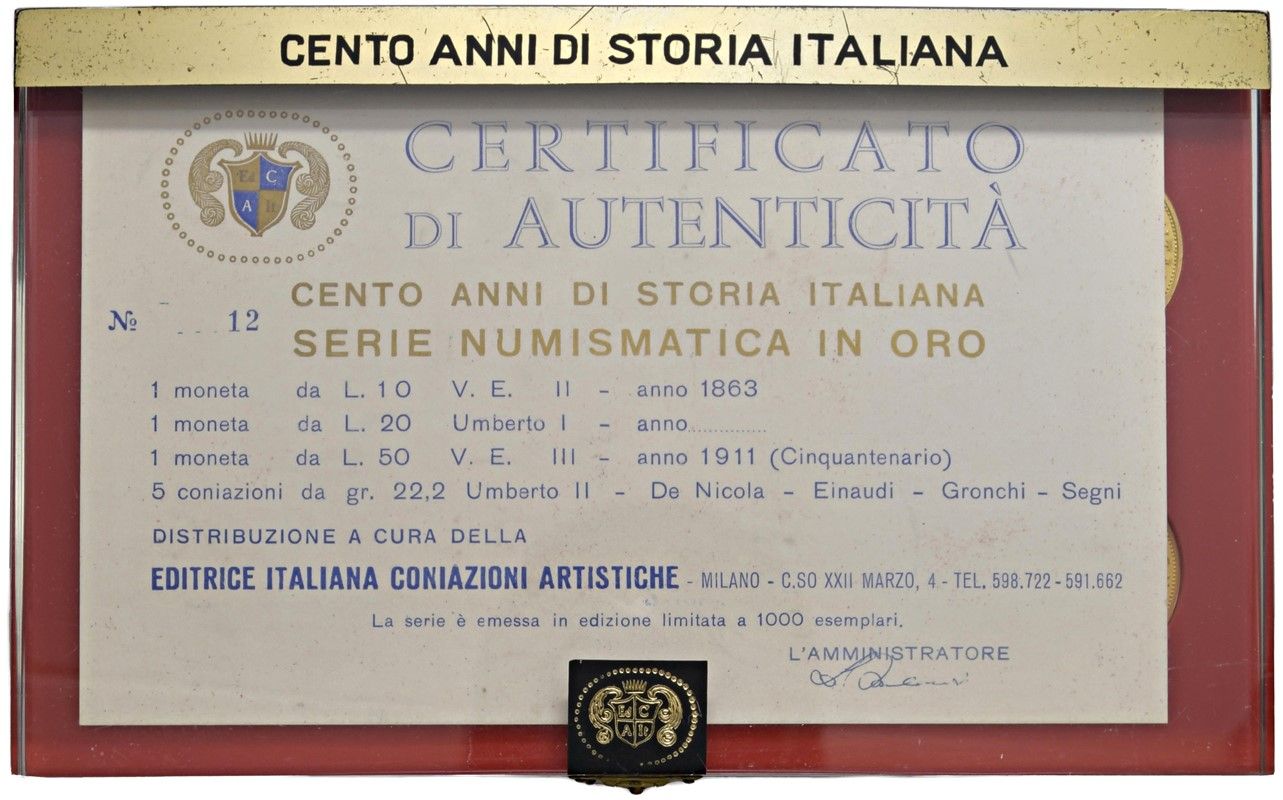 CENTO ANNI DI STORIA ITALIANA
CERTIFICATO
DI AUTENTICITÀ
Ed C
A It
CENTO ANNI DI STORIA ITALIANA
№ 12
SERIE NUMISMATICA IN ORO
1 moneta da L. 10 V. E. II - anno 1863
1 moneta da L. 20 Umberto I - anno..............
1 moneta da L. 50 V. E. III - anno 1911 (Cinquantenario)
5 coniazioni da gr. 22,2 Umberto II - De Nicola - Einaudi - Gronchi - Segni
DISTRIBUZIONE A CURA DELLA
EDITRICE ITALIANA CONIAZIONI ARTISTICHE - MILANO - C.SO XXII MARZO, 4 - TEL. 598.722 - 591.662
La serie è emessa in edizione limitata a 1000 esemplari.
L'AMMINISTRATORE
Ed C
A It